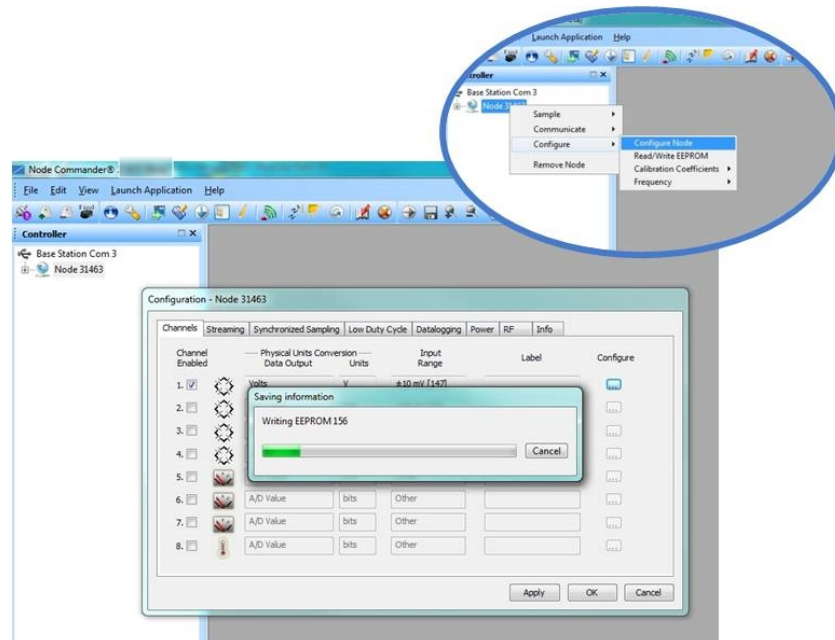 Launch Application Help
Base Station Com 3
Node 31463
Sample
Communicate
Configure
Remove Node
Configure Node
Read/Write EEPROM
Calibration Coefficients
Frequency
Node Commander®
File Edit View Launch Application Help
Controller
Base Station Com 3
Node 31463
Configuration - Node 31463
Channels Streaming Synchronized Sampling Low Duty Cycle Datalogging Power RF Info
Channel Enabled
Physical Units Conversion
Data Output Units
Input Range
Label
Configure
1. Volts V ±10 mV [147]
Saving information
Writing EEPROM 156
Cancel
2.
3.
4.
5.
6. A/D Value bits Other
7. A/D Value bits Other
8. A/D Value bits Other
Apply OK Cancel